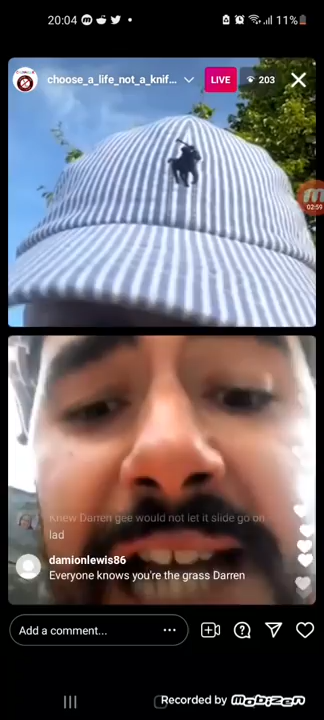 20:04
11%
choose_a_life_not_a_knif...
LIVE
203
02:59
Knew Darren gee would not let it slide go on
lad
damionlewis86
Everyone knows you're the grass Darren
Add a comment...
Recorded by Mobizen